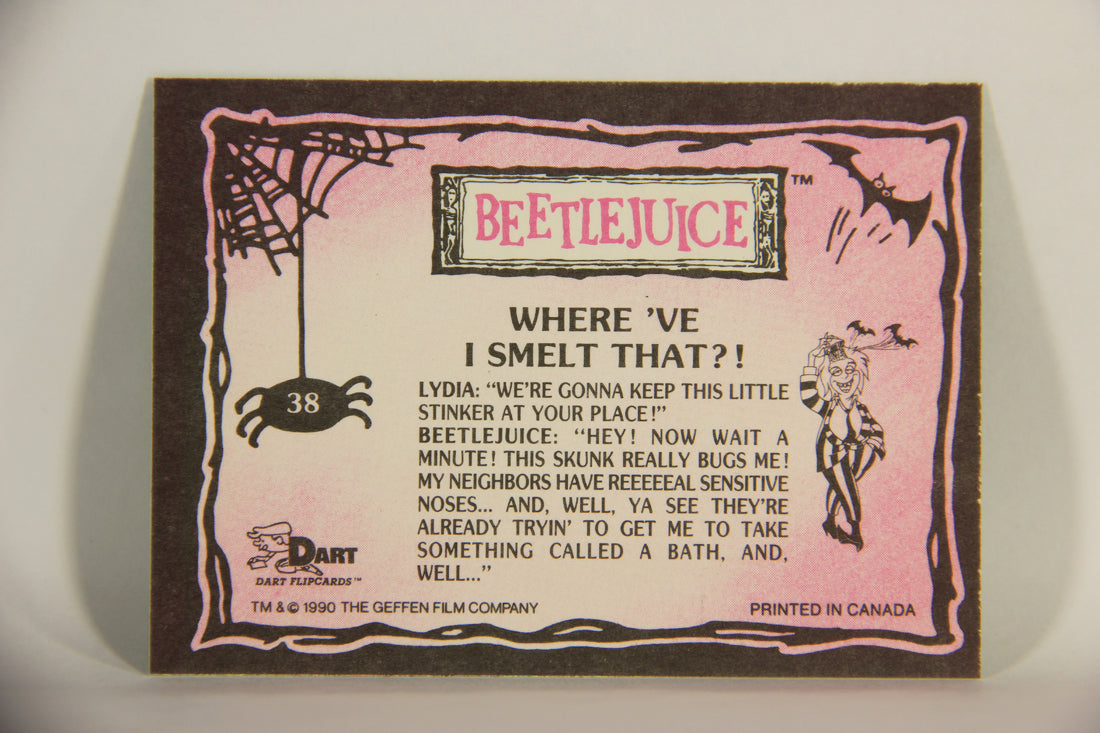 BEETLEJUICE™
WHERE 'VE
I SMELT THAT?!
LYDIA: "WE'RE GONNA KEEP THIS LITTLE
STINKER AT YOUR PLACE!"
BEETLEJUICE: "HEY! NOW WAIT A
MINUTE! THIS SKUNK REALLY BUGS ME!
MY NEIGHBORS HAVE REEEEEAL SENSITIVE
NOSES... AND, WELL, YA SEE THEY'RE
ALREADY TRYIN' TO GET ME TO TAKE
SOMETHING CALLED A BATH, AND,
WELL..."
38
DART
DART FLIPCARDS™
TM & © 1990 THE GEFFEN FILM COMPANY
PRINTED IN CANADA